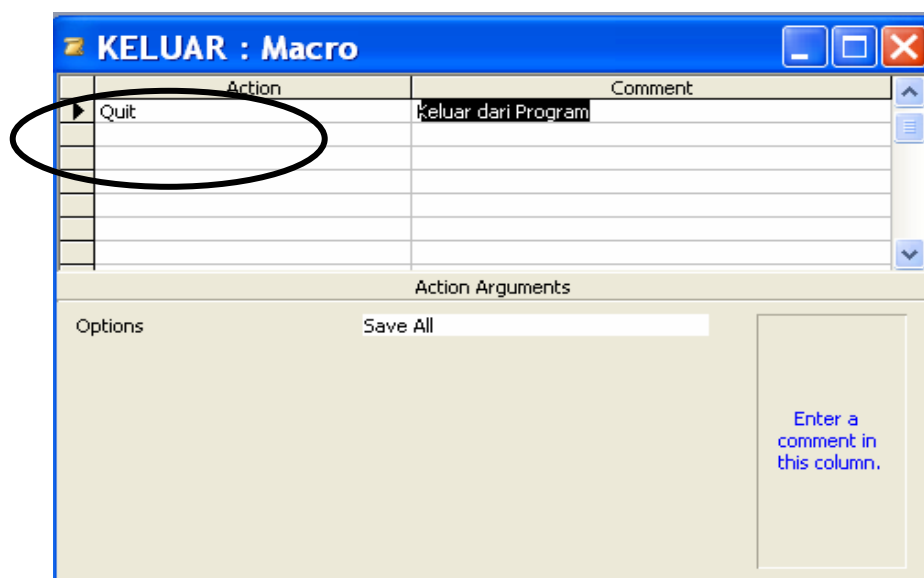 KELUAR : Macro
Action Comment
Quit Keluar dari Program
Action Arguments
Options Save All
Enter a
comment in
this column.